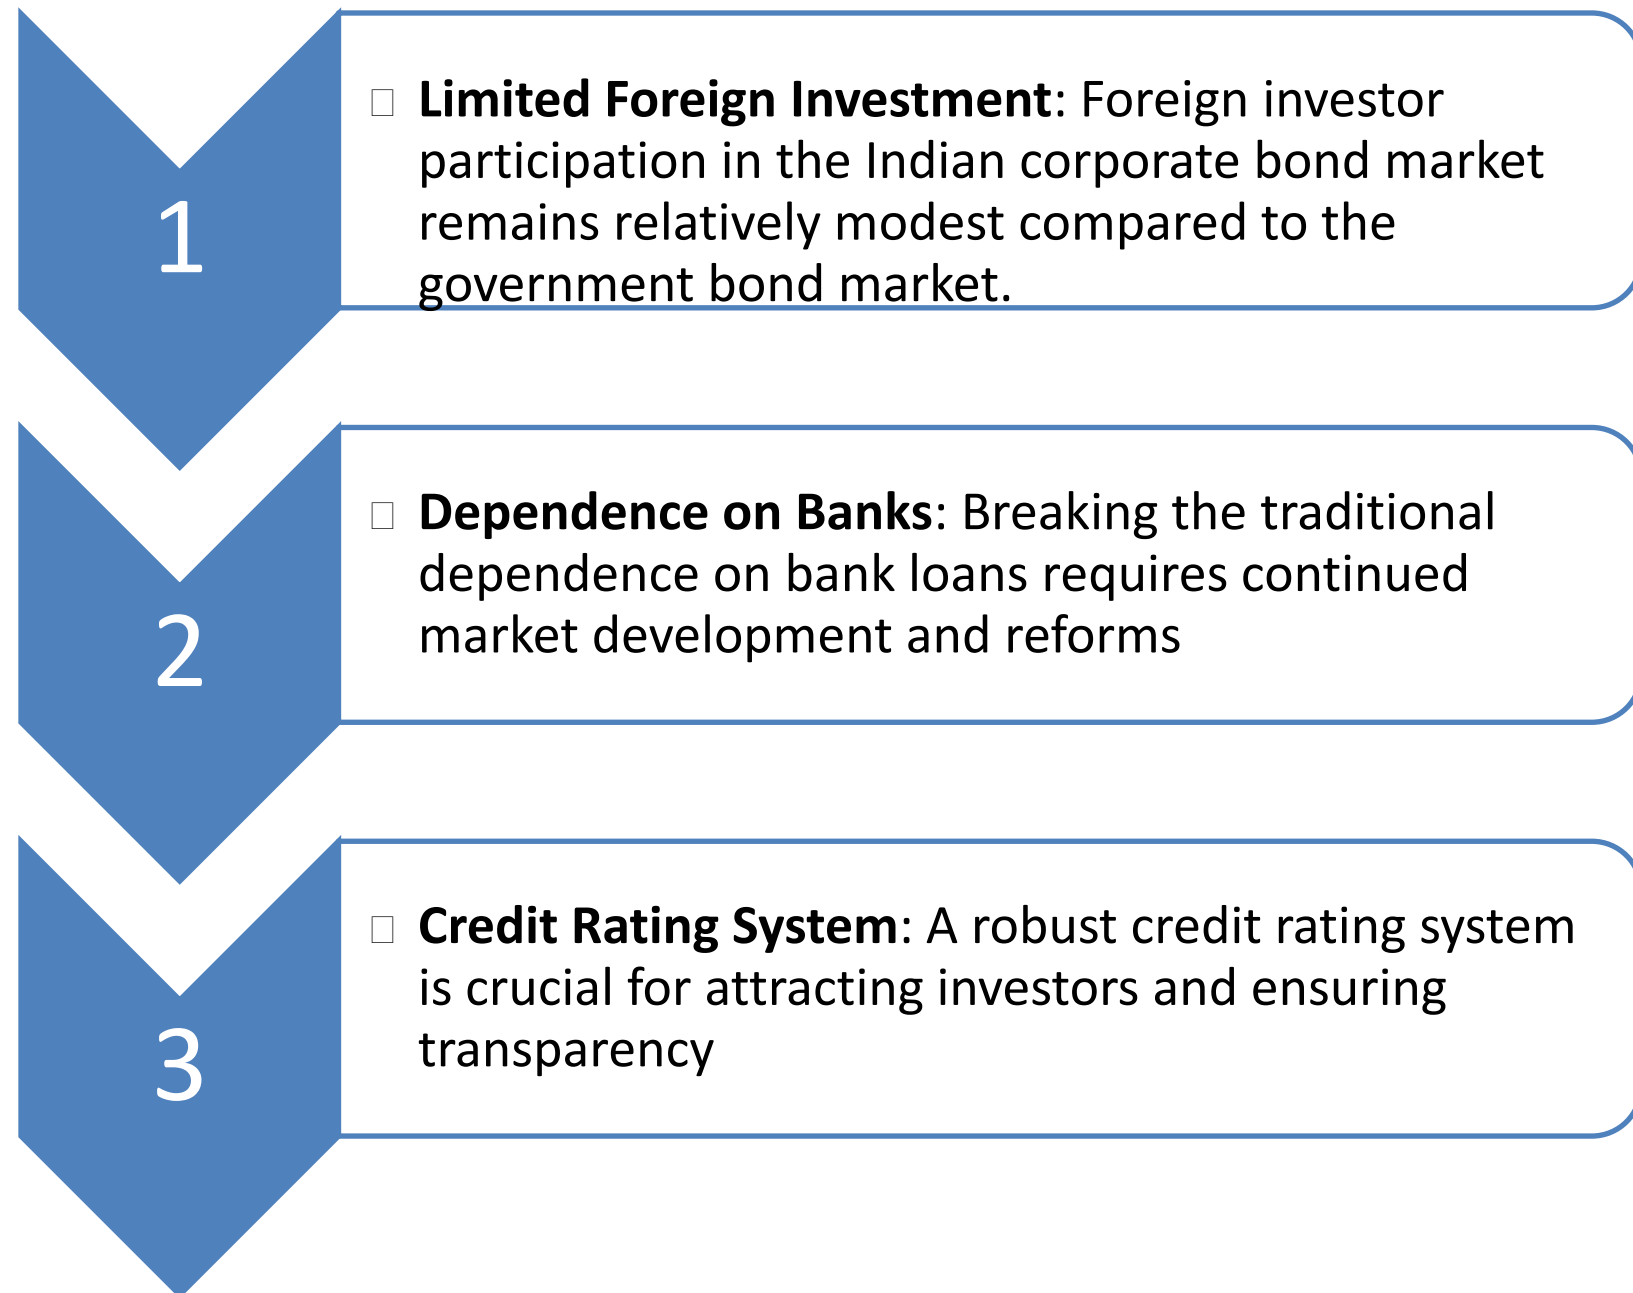 1
Limited Foreign Investment: Foreign investor
participation in the Indian corporate bond market
remains relatively modest compared to the
government bond market.
2
Dependence on Banks: Breaking the traditional
dependence on bank loans requires continued
market development and reforms
3
Credit Rating System: A robust credit rating system
is crucial for attracting investors and ensuring
transparency